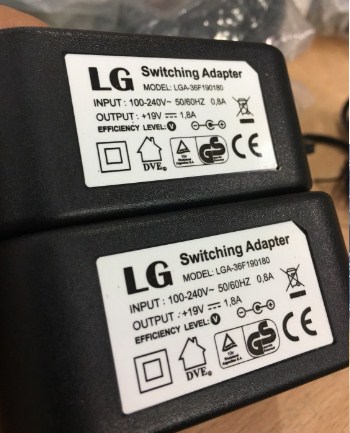 LG Switching Adapter
MODEL: LGA-36F190180
INPUT : 100-240V~ 50/60HZ 0,8A
OUTPUT : +19V ⎓ 1,8A
EFFICIENCY LEVEL: V
DVE®
GS
CE
LG Switching Adapter
MODEL: LGA-36F190180
INPUT : 100-240V~ 50/60HZ 0,8A
OUTPUT : +19V ⎓ 1,8A
EFFICIENCY LEVEL: V
DVE®
GS
CE